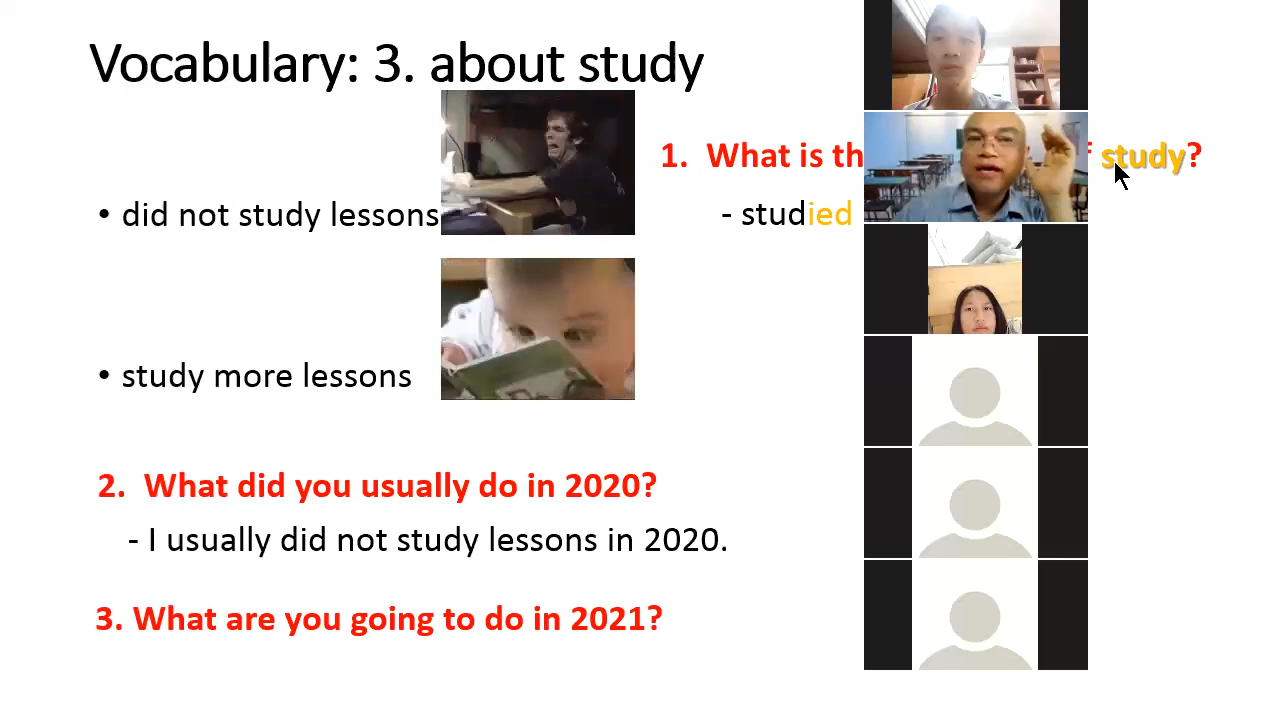 Vocabulary: 3. about study
1. What is th study?
• did not study lessons
- studied
• study more lessons
2. What did you usually do in 2020?
- I usually did not study lessons in 2020.
3. What are you going to do in 2021?